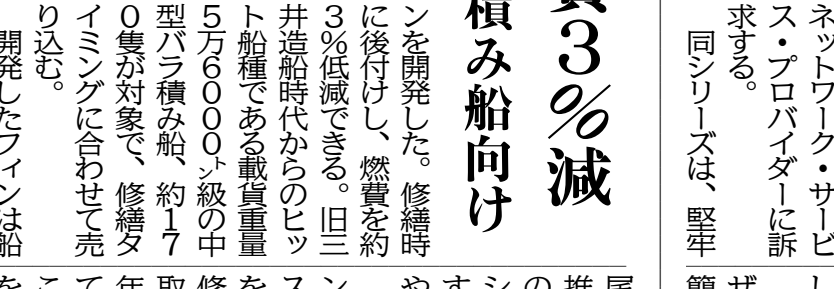 ネットワーク・サービ
ス・プロバイダーに訴
求する。
同シリーズは、堅牢
費3%減
積み船向け
ンを開発した。修繕時
に後付けし、燃費を約
3%低減できる。旧三
井造船時代からのヒッ
ト船種である載貨重量
5万6000㌧級の中
型バラ積み船、約17
0隻が対象で、修繕タ
イミングに合わせて売
り込む。
開発したフィンは船